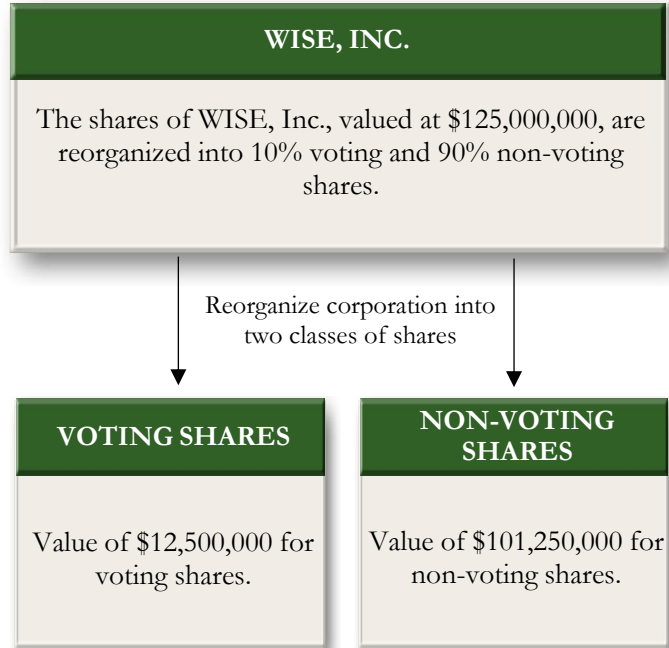 WISE, INC.
The shares of WISE, Inc., valued at $125,000,000, are
reorganized into 10% voting and 90% non-voting
shares.
Reorganize corporation into
two classes of shares
VOTING SHARES
Value of $12,500,000 for
voting shares.
NON-VOTING
SHARES
Value of $101,250,000 for
non-voting shares.